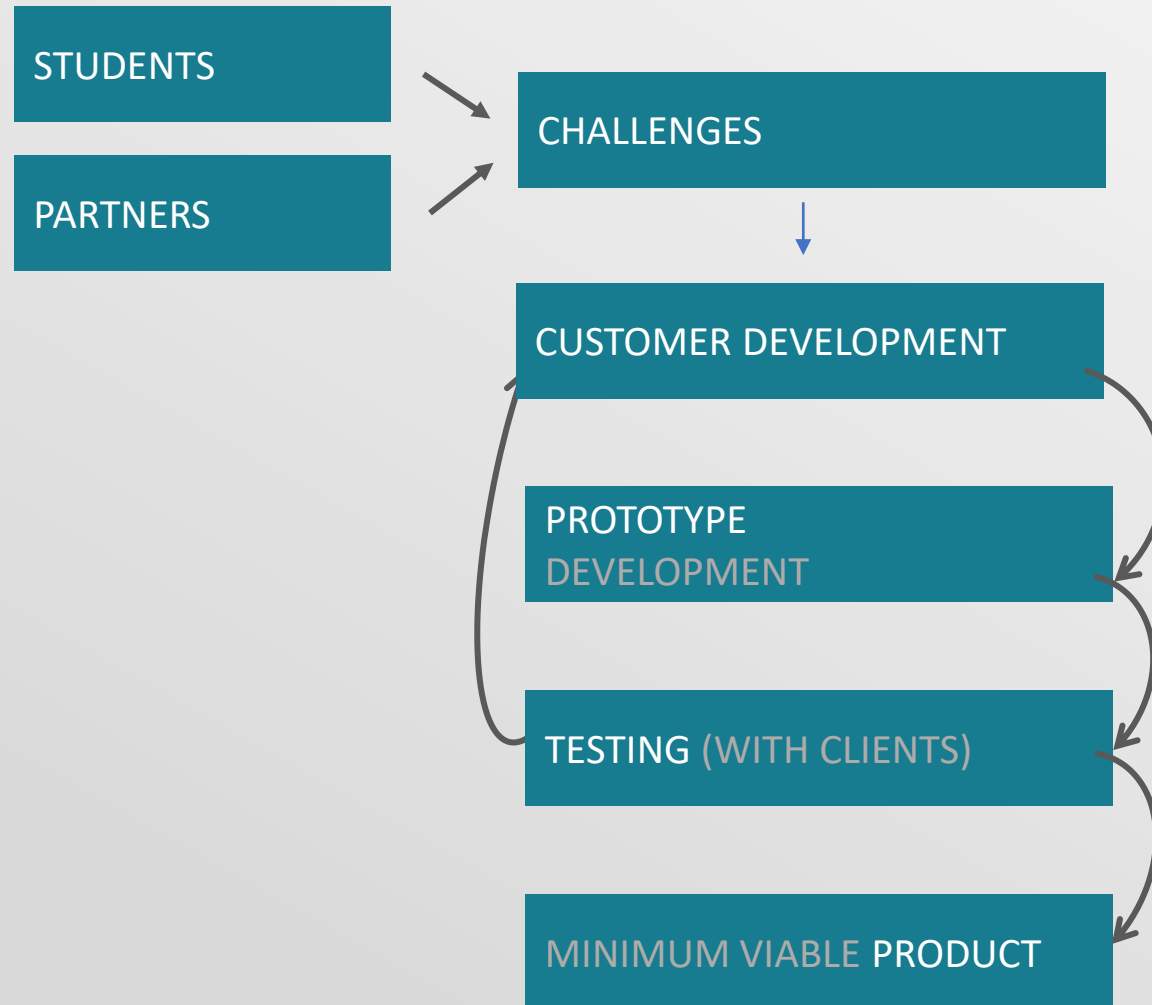 STUDENTS
PARTNERS
CHALLENGES
CUSTOMER DEVELOPMENT
PROTOTYPE
DEVELOPMENT
TESTING (WITH CLIENTS)
MINIMUM VIABLE PRODUCT